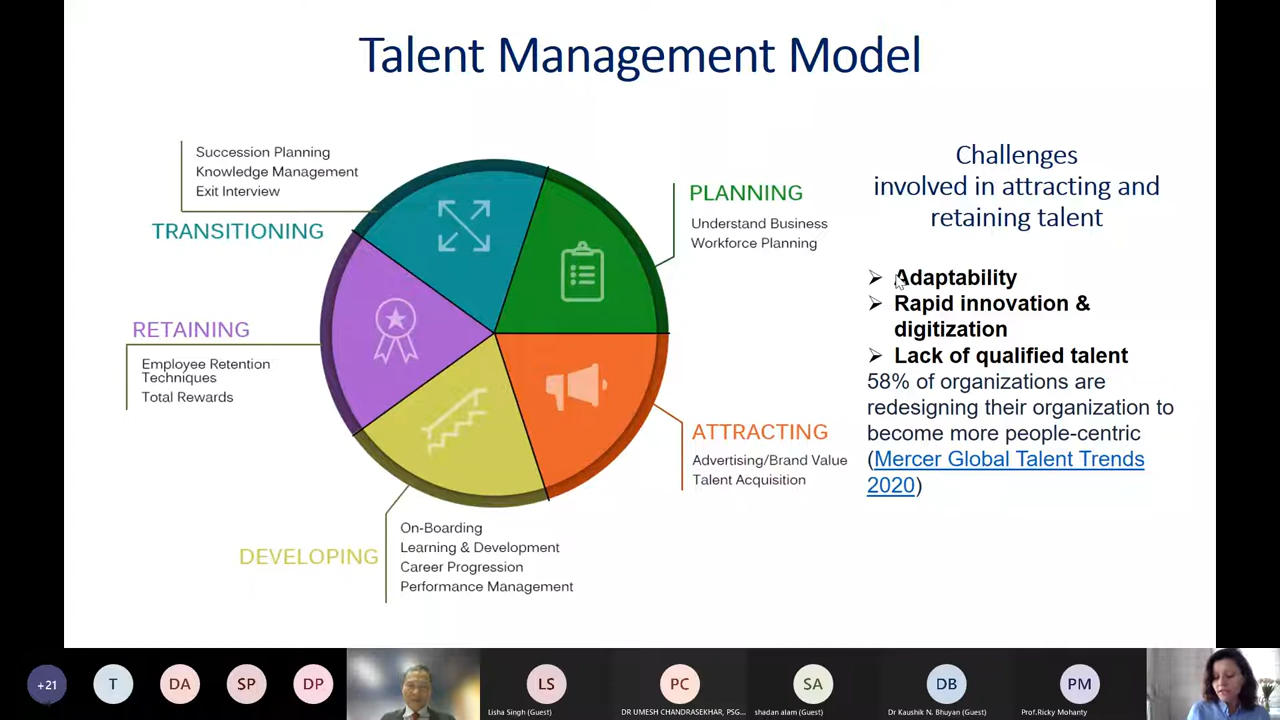 Talent Management Model
Succession Planning
Knowledge Management
Exit Interview
TRANSITIONING
PLANNING
Understand Business
Workforce Planning
RETAINING
Employee Retention
Techniques
Total Rewards
ATTRACTING
Advertising/Brand Value
Talent Acquisition
DEVELOPING
On-Boarding
Learning & Development
Career Progression
Performance Management
Challenges
involved in attracting and
retaining talent
Adaptability
Rapid innovation &
digitization
Lack of qualified talent
58% of organizations are
redesigning their organization to
become more people-centric
(Mercer Global Talent Trends
2020)
+21
T
DA
SP
DP
LS
Lisha Singh (Guest)
PC
DR UMESH CHANDRASEKHAR, PSG...
SA
shadan alam (Guest)
DB
Dr Kaushik N. Bhuyan (Guest)
PM
Prof.Ricky Mohanty